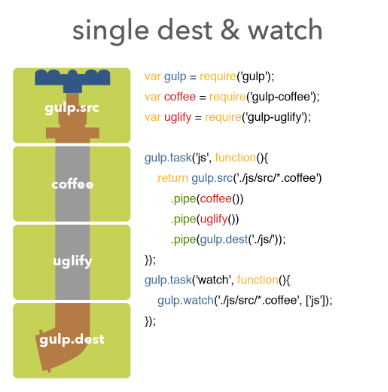 single dest & watch
gulp.src
coffee
uglify
gulp.dest
var gulp = require('gulp');
var coffee = require('gulp-coffee');
var uglify = require('gulp-uglify');
gulp.task('js', function(){
return gulp.src('./js/src/*.coffee')
.pipe(coffee())
.pipe(uglify())
.pipe(gulp.dest('./js/'));
});
gulp.task('watch', function(){
gulp.watch('./js/src/*.coffee', ['js']);
});